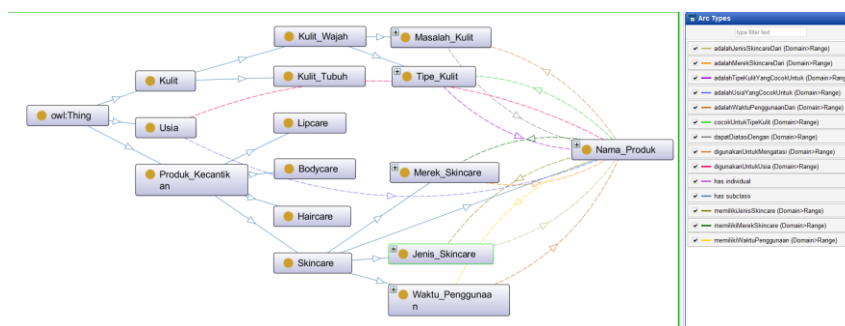 Kulit_Wajah
Masalah_Kulit
Kulit
Kulit_Tubuh
Tipe_Kulit
owl:Thing
Usia
Lipcare
Nama_Produk
Produk_Kecantik
an
Bodycare
Merek_Skincare
Haircare
Skincare
Jenis_Skincare
Waktu_Penggunaa
n
Arc Types
type filter text
adalahJenisSkincareDari (Domain>Range)
adalahMerekSkincareDari (Domain>Range)
adalahTipeKulitYangCocokUntuk (Domain>Rang
adalahUsiaYangCocokUntuk (Domain>Range)
adalahWaktuPenggunaanDari (Domain>Range)
cocokUntukTipeKulit (Domain>Range)
dapatDiatasiDengan (Domain>Range)
digunakanUntukMengatasi (Domain>Range)
digunakanUntukUsia (Domain>Range)
has individual
has subclass
memilikiJenisSkincare (Domain>Range)
memilikiMerekSkincare (Domain>Range)
memilikiWaktuPenggunaan (Domain>Range)